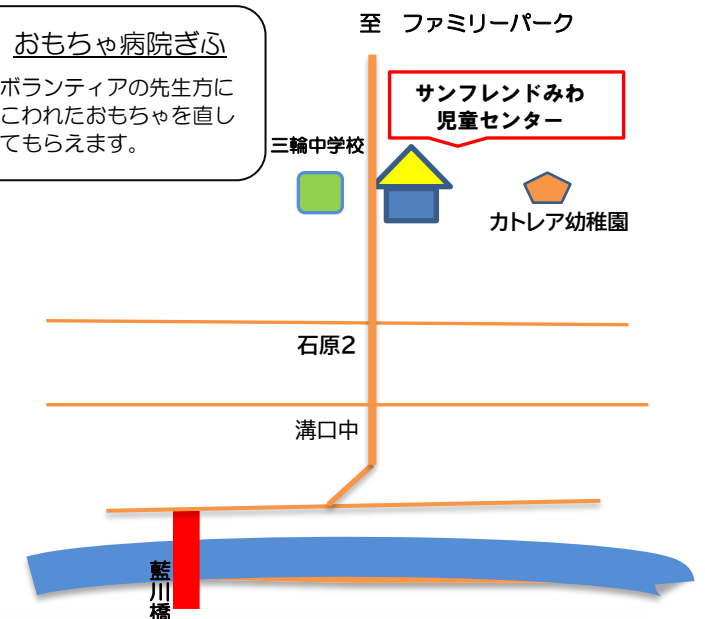 至 ファミリーパーク
おもちゃ病院ぎふ
ボランティアの先生方に
こわれたおもちゃを直し
てもらえます。
サンフレンドみわ
児童センター
三輪中学校
カトレア幼稚園
石原2
溝口中
藍川橋